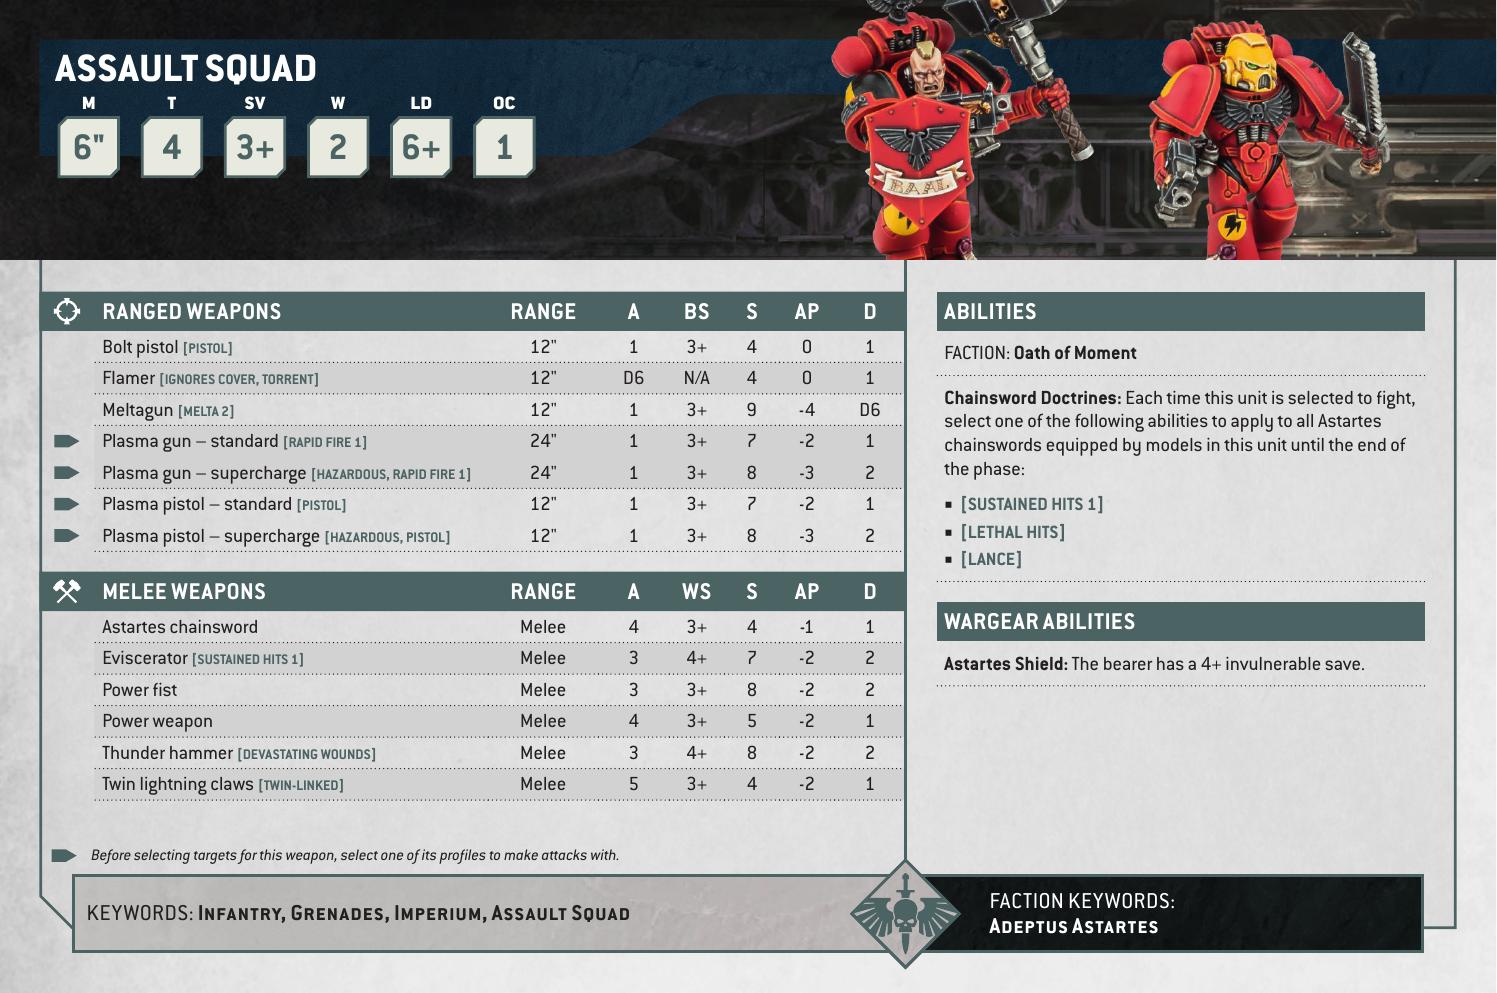 ASSAULT SQUAD
M T SV W LD OC
6" 4 3+ 2 6+ 1
BAAL
RANGED WEAPONS RANGE A BS S AP D
Bolt pistol [PISTOL] 12" 1 3+ 4 0 1
Flamer [IGNORES COVER, TORRENT] 12" D6 N/A 4 0 1
Meltagun [MELTA 2] 12" 1 3+ 9 -4 D6
Plasma gun – standard [RAPID FIRE 1] 24" 1 3+ 7 -2 1
Plasma gun – supercharge [HAZARDOUS, RAPID FIRE 1] 24" 1 3+ 8 -3 2
Plasma pistol – standard [PISTOL] 12" 1 3+ 7 -2 1
Plasma pistol – supercharge [HAZARDOUS, PISTOL] 12" 1 3+ 8 -3 2
MELEE WEAPONS RANGE A WS S AP D
Astartes chainsword Melee 4 3+ 4 -1 1
Eviscerator [SUSTAINED HITS 1] Melee 3 4+ 7 -2 2
Power fist Melee 3 3+ 8 -2 2
Power weapon Melee 4 3+ 5 -2 1
Thunder hammer [DEVASTATING WOUNDS] Melee 3 4+ 8 -2 2
Twin lightning claws [TWIN-LINKED] Melee 5 3+ 4 -2 1
Before selecting targets for this weapon, select one of its profiles to make attacks with.
ABILITIES
FACTION: Oath of Moment
Chainsword Doctrines: Each time this unit is selected to fight,
select one of the following abilities to apply to all Astartes
chainswords equipped by models in this unit until the end of
the phase:
▪ [SUSTAINED HITS 1]
▪ [LETHAL HITS]
▪ [LANCE]
WARGEAR ABILITIES
Astartes Shield: The bearer has a 4+ invulnerable save.
KEYWORDS: INFANTRY, GRENADES, IMPERIUM, ASSAULT SQUAD
FACTION KEYWORDS:
ADEPTUS ASTARTES